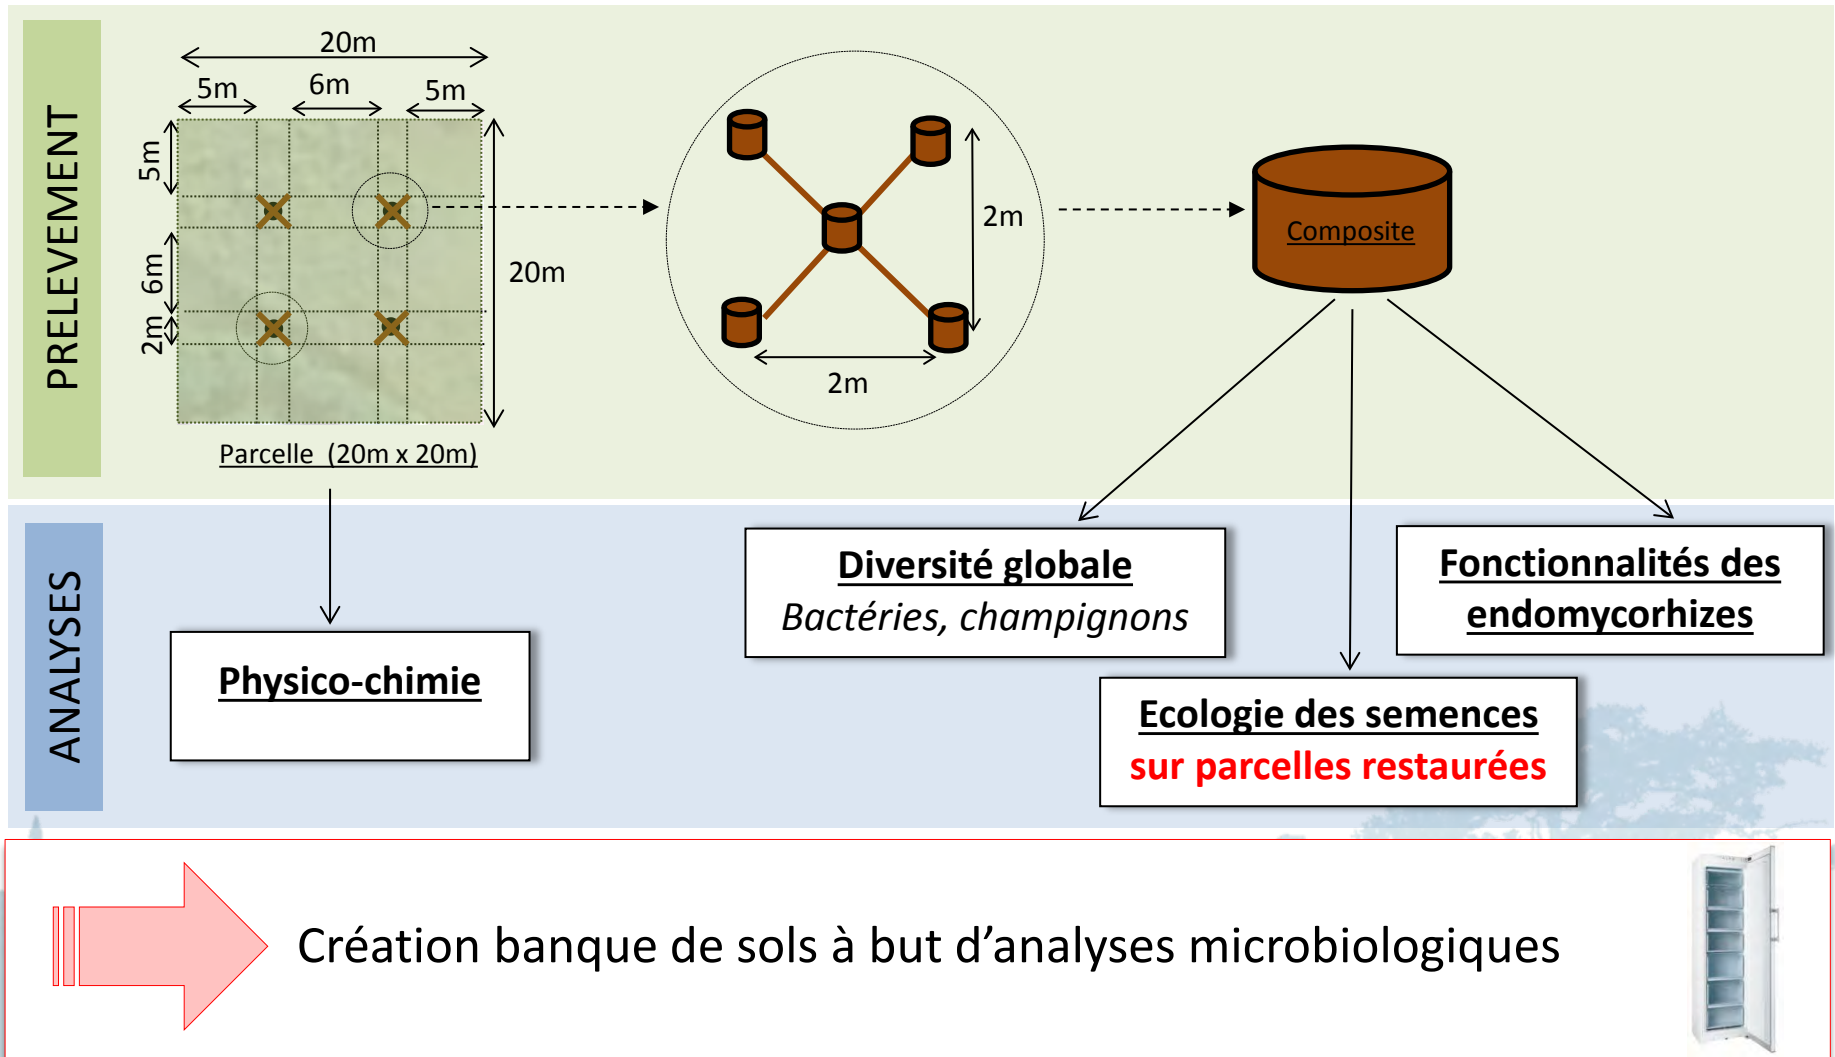 PRELEVEMENT
20m
5m
6m
5m
5m
6m
2m
20m
Parcelle (20m x 20m)
2m
2m
Composite
ANALYSES
Physico-chimie
Diversité globale
Bactéries, champignons
Fonctionnalités des
endomycorhizes
Ecologie des semences
sur parcelles restaurées
Création banque de sols à but d’analyses microbiologiques